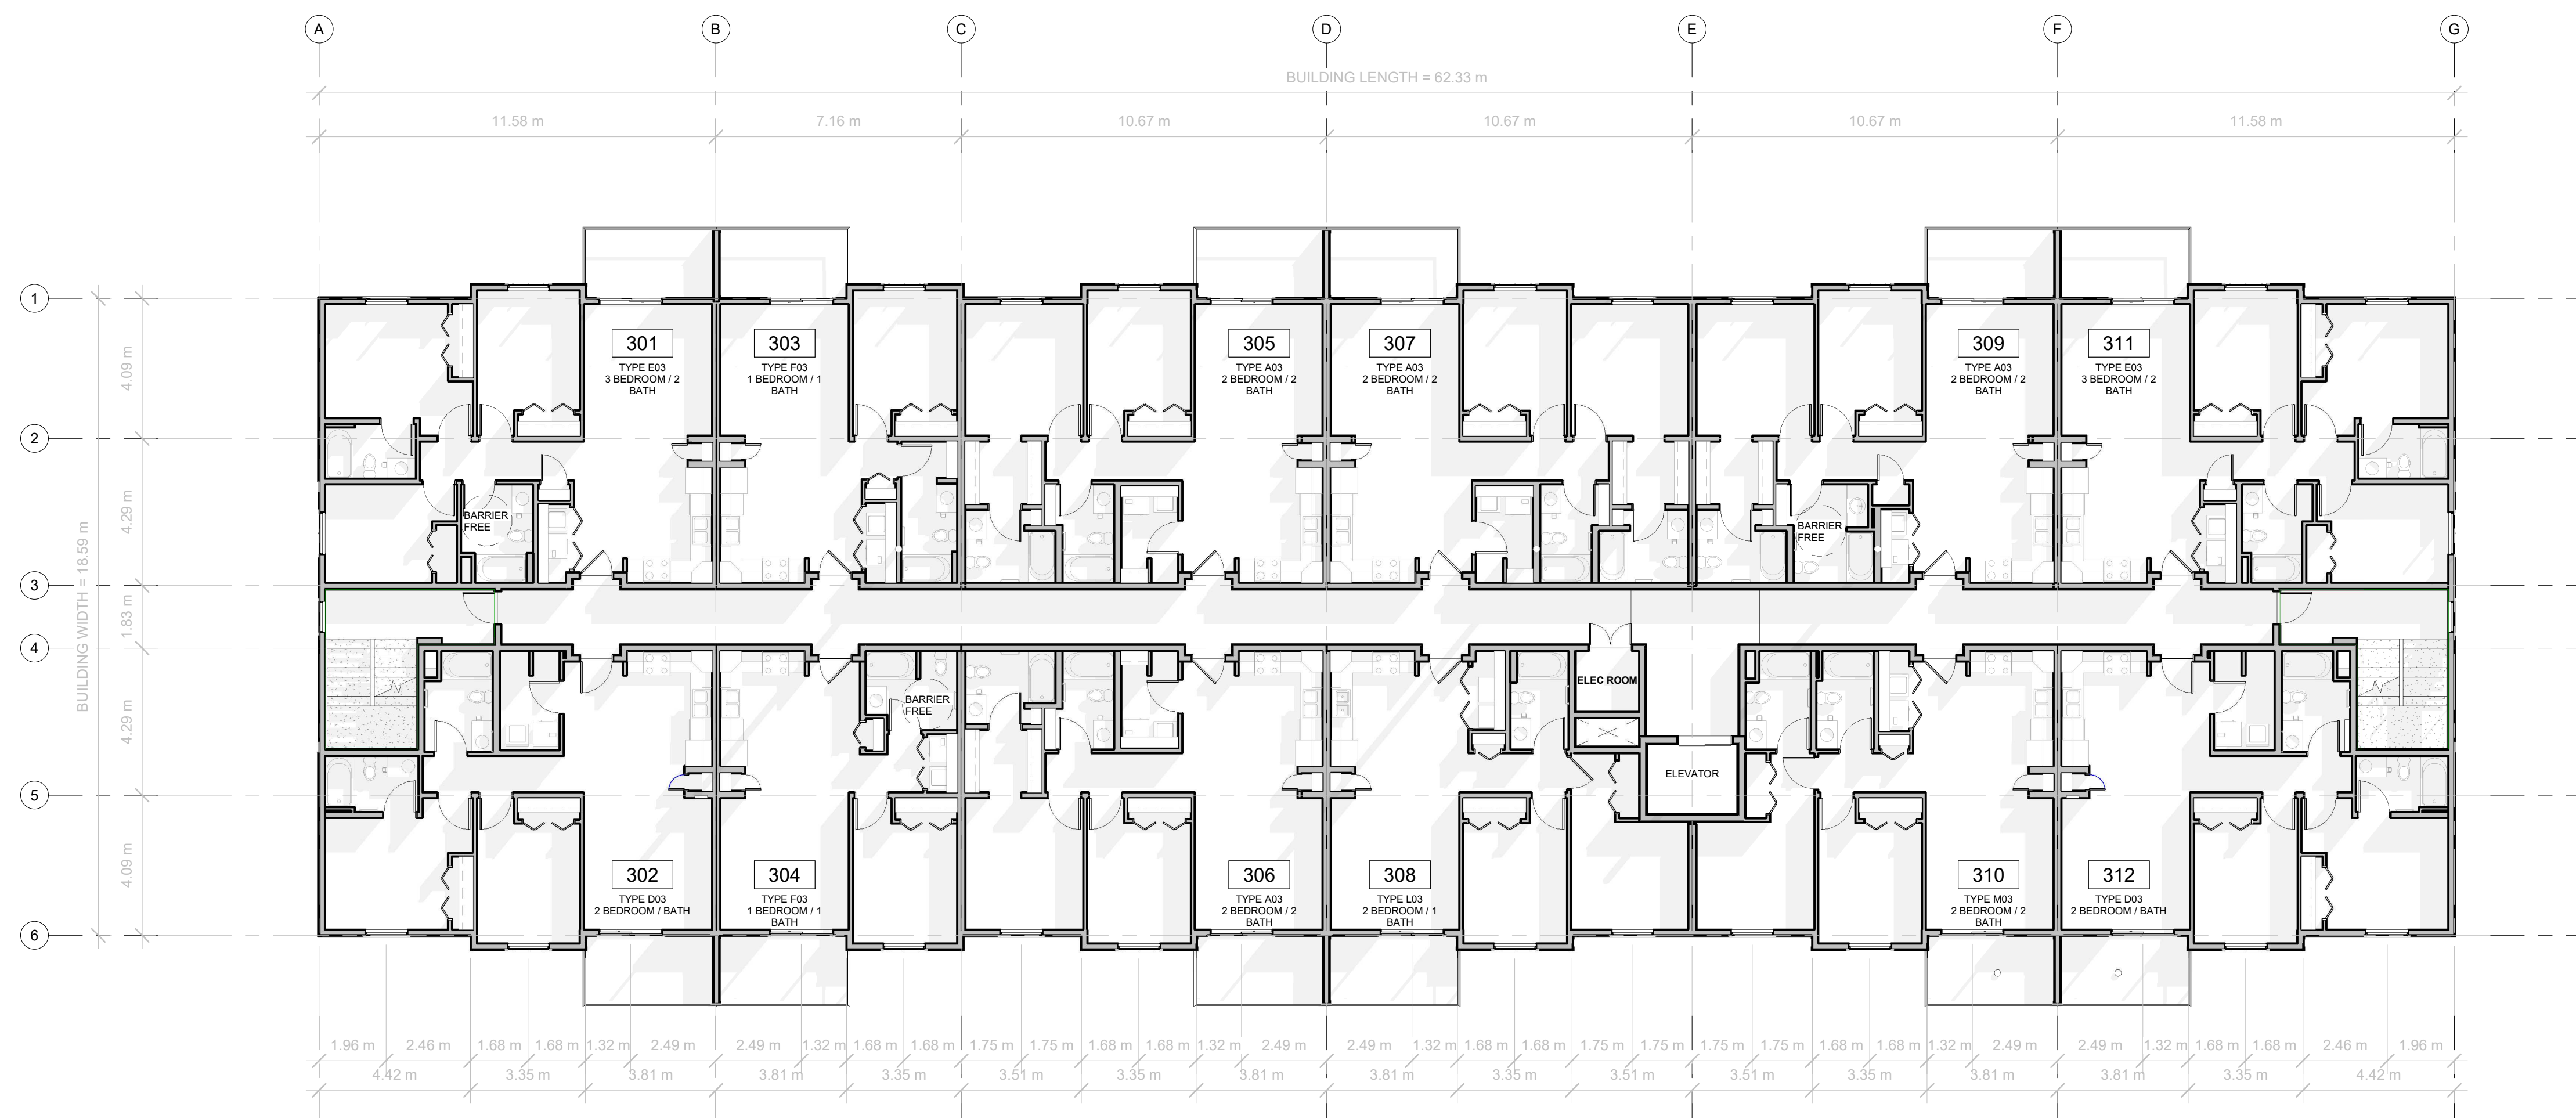 A B C D E F G
BUILDING LENGTH = 62.33 m
11.58 m 7.16 m 10.67 m 10.67 m 10.67 m 11.58 m
1
2
3
4
5
6
BUILDING WIDTH = 18.59 m
4.09 m
4.29 m
1.83 m
4.29 m
4.09 m
301
TYPE E03
3 BEDROOM / 2
BATH
303
TYPE F03
1 BEDROOM / 1
BATH
305
TYPE A03
2 BEDROOM / 2
BATH
307
TYPE A03
2 BEDROOM / 2
BATH
309
TYPE A03
2 BEDROOM / 2
BATH
311
TYPE E03
3 BEDROOM / 2
BATH
BARRIER
FREE
BARRIER
FREE
BARRIER
FREE
ELEC ROOM
ELEVATOR
302
TYPE D03
2 BEDROOM / BATH
304
TYPE F03
1 BEDROOM / 1
BATH
306
TYPE A03
2 BEDROOM / 2
BATH
308
TYPE L03
2 BEDROOM / 1
BATH
310
TYPE M03
2 BEDROOM / 2
BATH
312
TYPE D03
2 BEDROOM / BATH
1.96 m 2.46 m 1.68 m 1.68 m 1.32 m 2.49 m 2.49 m 1.32 m 1.68 m 1.68 m 1.75 m 1.75 m 1.68 m 1.68 m 1.32 m 2.49 m 2.49 m 1.32 m 1.68 m 1.68 m 1.75 m 1.75 m 1.75 m 1.75 m 1.68 m 1.68 m 1.32 m 2.49 m 2.49 m 1.32 m 1.68 m 1.68 m 2.46 m 1.96 m
4.42 m 3.35 m 3.81 m 3.81 m 3.35 m 3.51 m 3.35 m 3.81 m 3.81 m 3.35 m 3.51 m 3.51 m 3.35 m 3.81 m 3.81 m 3.35 m 4.42 m